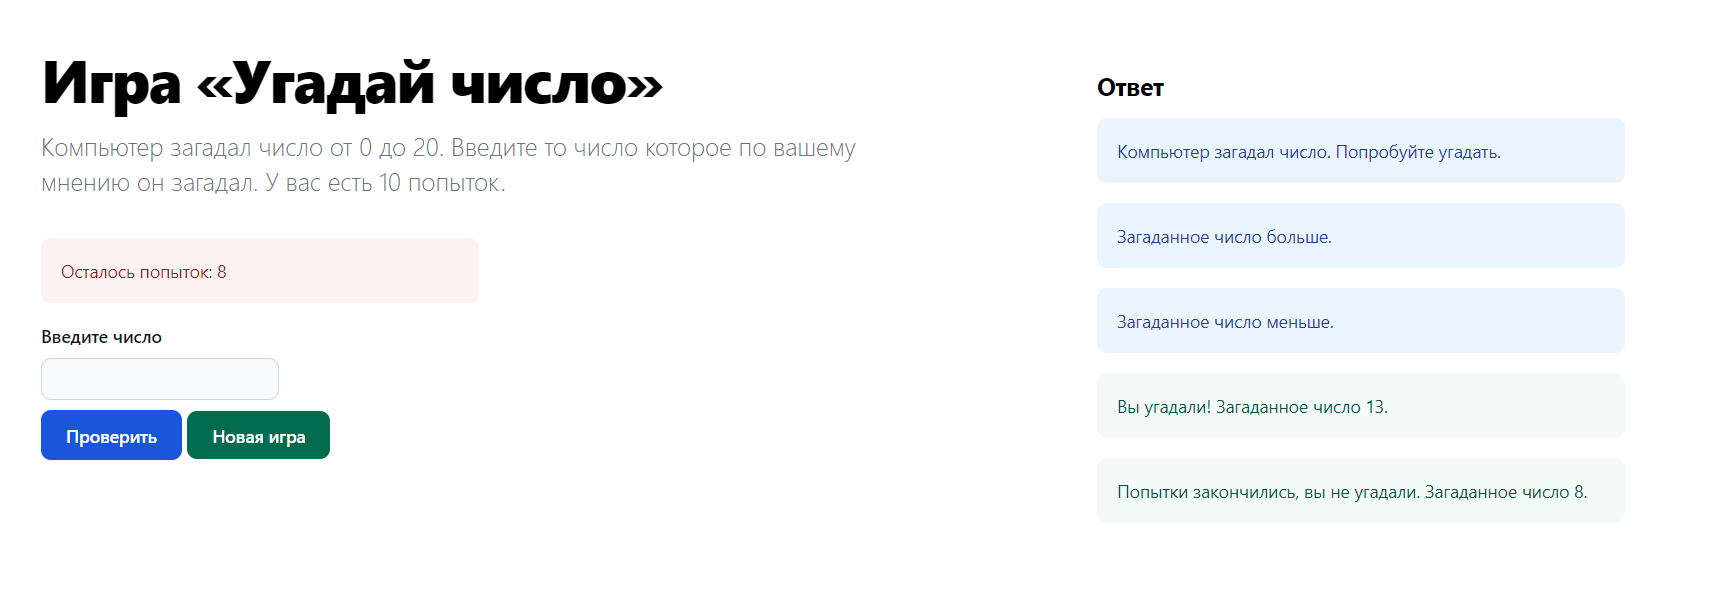 Игра «Угадай число»
Компьютер загадал число от 0 до 20. Введите то число которое по вашему
мнению он загадал. У вас есть 10 попыток.
Осталось попыток: 8
Введите число
Проверить
Новая игра
Ответ
Компьютер загадал число. Попробуйте угадать.
Загаданное число больше.
Загаданное число меньше.
Вы угадали! Загаданное число 13.
Попытки закончились, вы не угадали. Загаданное число 8.